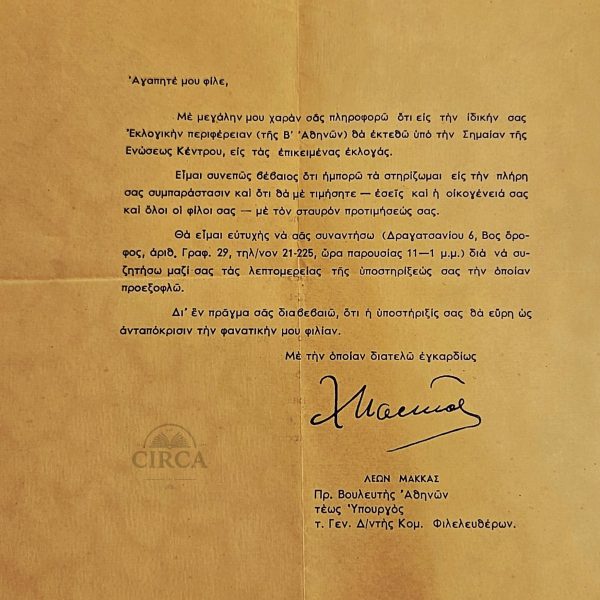 Ἀγαπητέ μου φίλε,
Μὲ μεγάλην μου χαρὰν σᾶς πληροφορῶ ὅτι εἰς τὴν ἰδικήν σας
Ἐκλογικὴν περιφέρειαν (τῆς Β' Ἀθηνῶν) θὰ ἐκτεθῶ ὑπὸ τὴν Σημαίαν τῆς
Ενώσεως Κέντρου, εἰς τὰς ἐπικειμένας ἐκλογάς.
Εἶμαι συνεπῶς βέβαιος ὅτι ἠμπορῶ τὰ στηρίζωμαι εἰς τὴν πλήρη
σας συμπαράστασιν καὶ ὅτι θὰ μὲ τιμήσητε — ἐσεῖς καὶ ἡ οἰκογένειά σας
καὶ ὅλοι οἱ φίλοι σας — μὲ τὸν σταυρὸν προτιμήσεώς σας.
Θὰ εἶμαι εὐτυχὴς νὰ σᾶς συναντήσω (Δραγατσανίου 6, 8ος ὄρο-
φος, ἀριθ. Γραφ. 29, τηλ/νον 21-225, ὥρα παρουσίας 11—1 μ.μ.) διὰ νὰ συ-
ζητήσω μαζί σας τὰς λεπτομερείας τῆς ὑποστηρίξεώς σας τὴν ὁποίαν
προεξοφλῶ.
Δι' ἓν πρᾶγμα σᾶς διαβεβαιῶ, ὅτι ἡ ὑποστήριξίς σας θὰ εὕρη ὡς
ἀνταπόκρισιν τὴν φανατικήν μου φιλίαν.
Μὲ τὴν ὁποίαν διατελῶ ἐγκαρδίως
ΛΕΩΝ ΜΑΚΚΑΣ
Πρ. Βουλευτὴς Ἀθηνῶν
τέως Ὑπουργὸς
τ. Γεν. Δ/ντὴς Κομ. Φιλελευθέρων.
CIRCA